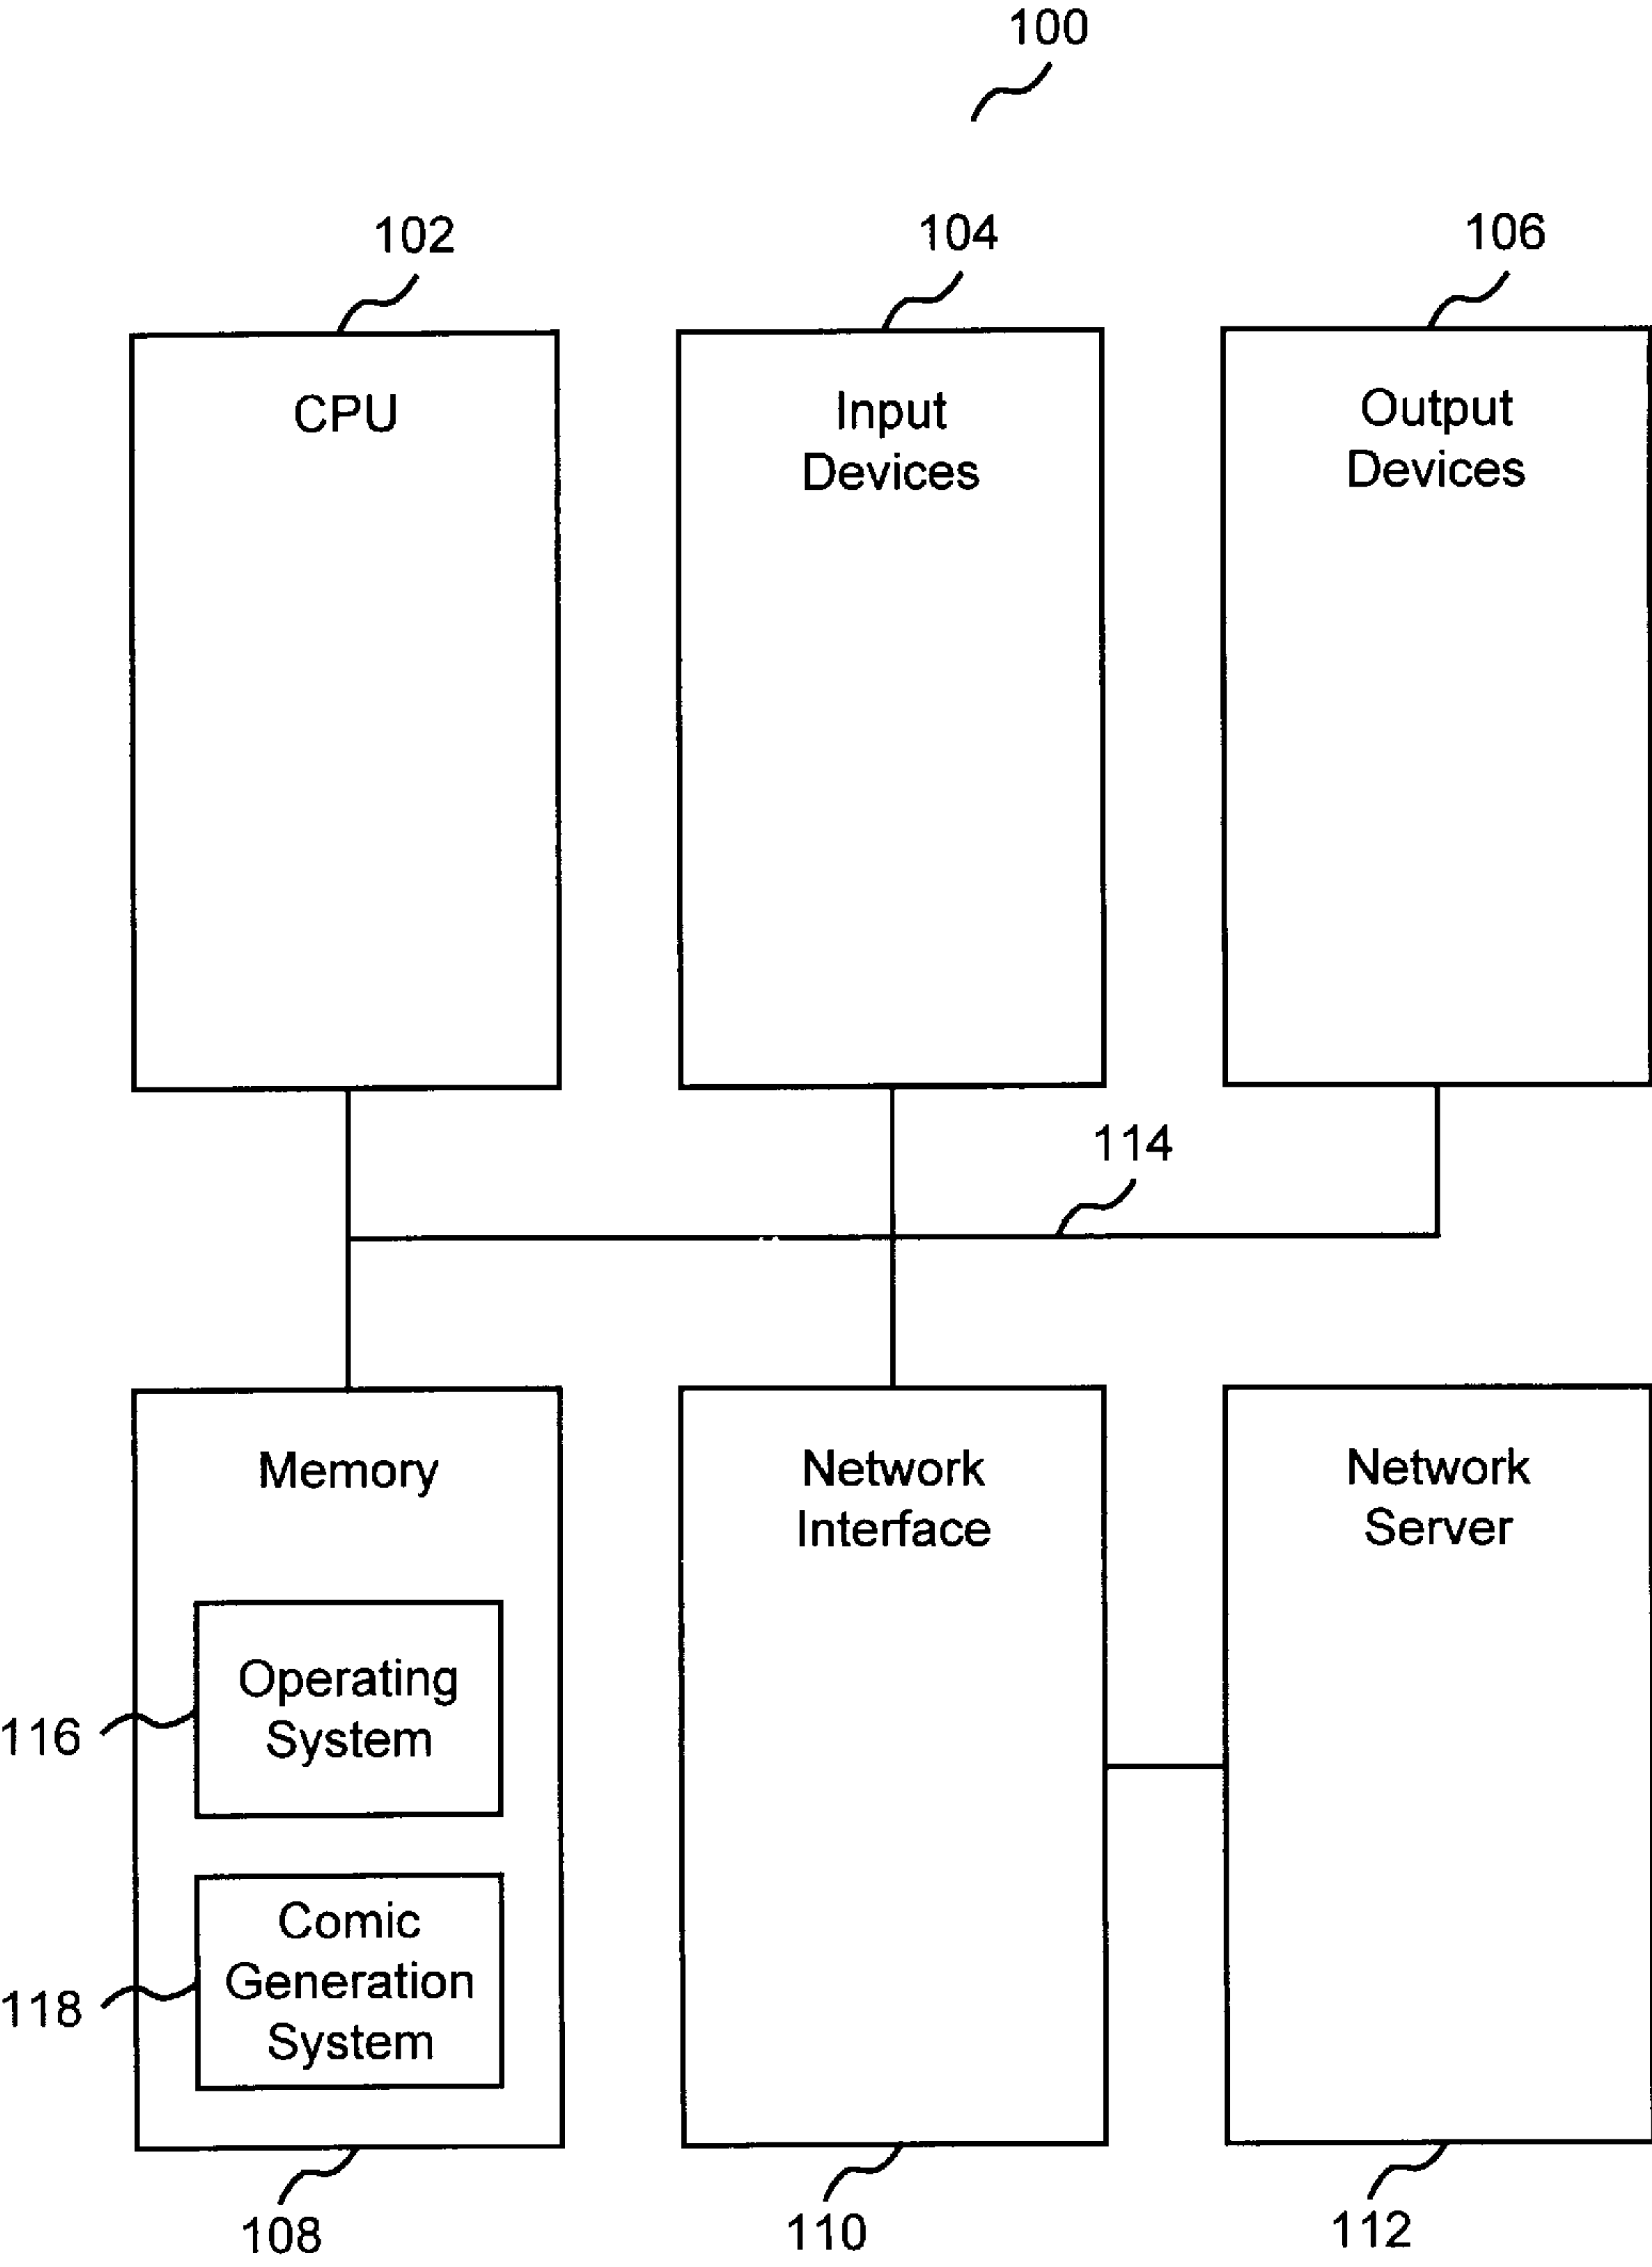 100
102
104
106
CPU
Input
Devices
Output
Devices
114
Memory
Network
Interface
Network
Server
Operating
System
116
Comic
Generation
System
118
108
110
112